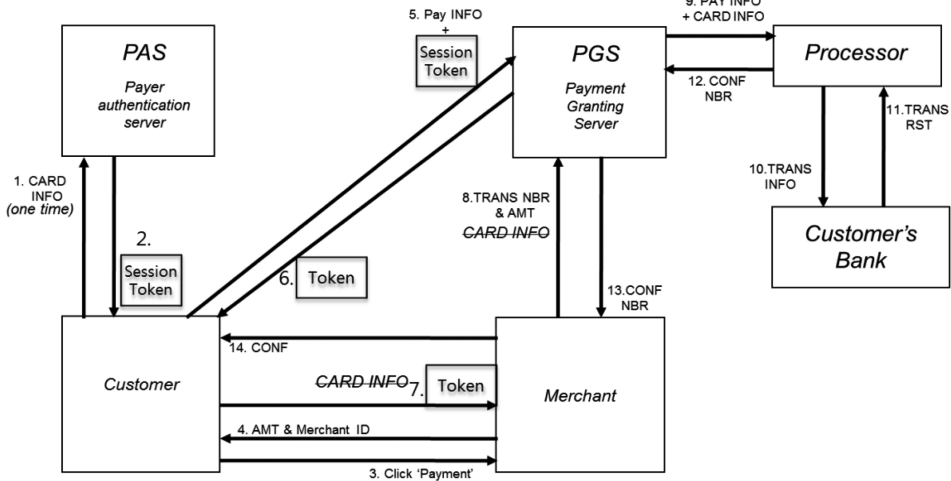 5. Pay INFO
+
Session
Token
9. PAY INFO
+ CARD INFO
PAS
Payer
authentication
server
PGS
Payment
Granting
Server
Processor
12. CONF
NBR
11.TRANS
RST
10.TRANS
INFO
1. CARD
INFO
(one time)
2.
Session
Token
8.TRANS NBR
& AMT
CARD INFO
6.
Token
Customer's
Bank
13.CONF
NBR
14. CONF
Customer
CARD INFO
7.
Token
Merchant
4. AMT & Merchant ID
3. Click 'Payment'